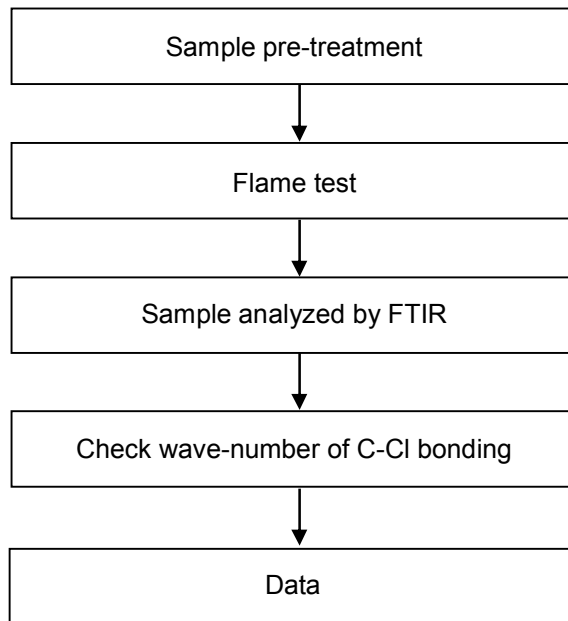 Sample pre-treatment
Flame test
Sample analyzed by FTIR
Check wave-number of C-Cl bonding
Data